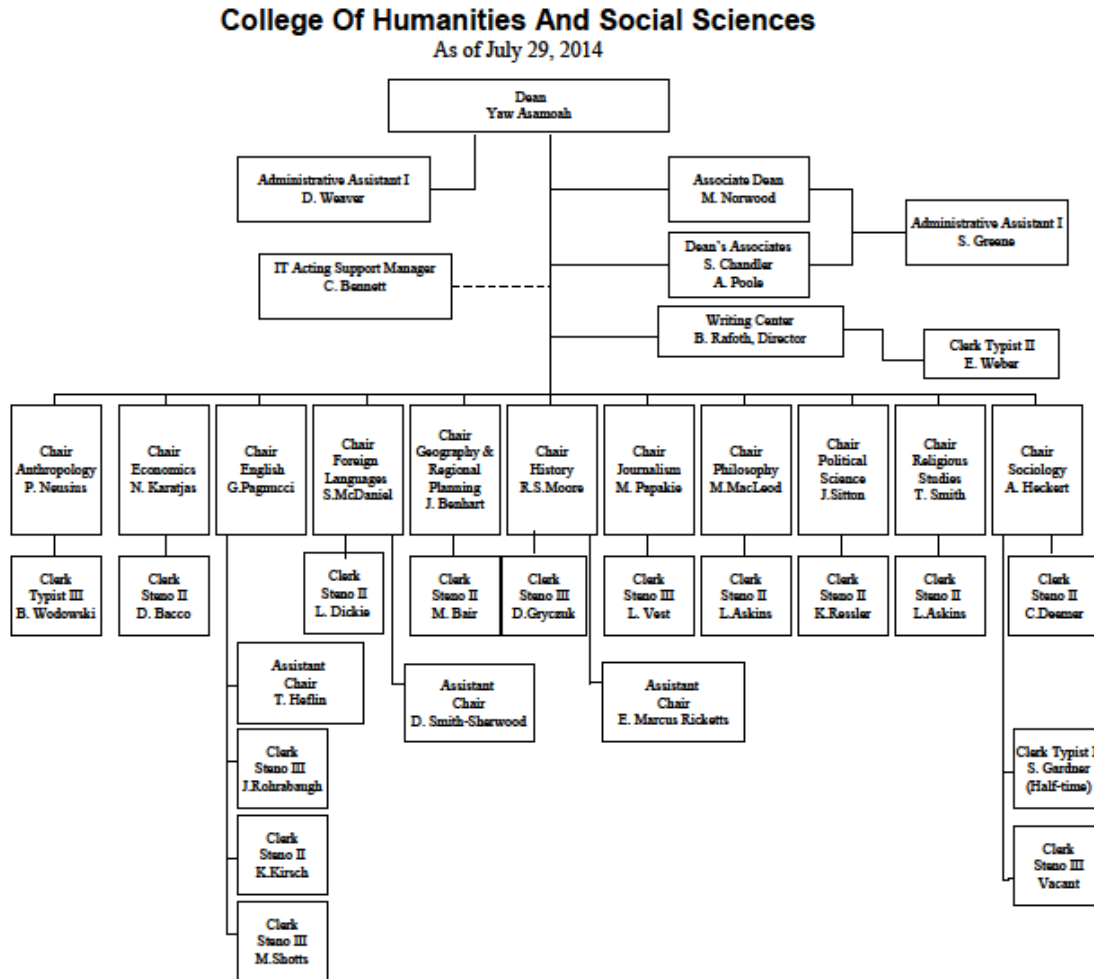 College Of Humanities And Social Sciences
As of July 29, 2014
Dean
Yaw Asamoah
Administrative Assistant I
D. Weaver
Associate Dean
M. Norwood
Administrative Assistant I
S. Greene
Dean's Associates
S. Chandler
A. Poole
IT Acting Support Manager
C. Bennett
Writing Center
B. Rafoth, Director
Clerk Typist II
E. Weber
Chair
Anthropology
P. Neusius
Chair
Economics
N. Karatjas
Chair
English
G.Pagnucci
Chair
Foreign
Languages
S.McDaniel
Chair
Geography &
Regional
Planning
J. Benhart
Chair
History
R.S.Moore
Chair
Journalism
M. Papakie
Chair
Philosophy
M.MacLeod
Chair
Political
Science
J.Sitton
Chair
Religious
Studies
T. Smith
Chair
Sociology
A. Heckert
Clerk
Typist III
B. Wodowski
Clerk
Steno II
D. Bacco
Clerk
Steno II
L. Dickie
Clerk
Steno II
M. Bair
Clerk
Steno III
D.Gryczuk
Clerk
Steno III
L. Vest
Clerk
Steno II
L.Askins
Clerk
Steno II
K.Ressler
Clerk
Steno II
L.Askins
Clerk
Steno II
C.Deemer
Assistant
Chair
T. Heflin
Assistant
Chair
D. Smith-Sherwood
Assistant
Chair
E. Marcus Ricketts
Clerk
Steno III
J.Rohrabaugh
Clerk Typist
S. Gardner
(Half-time)
Clerk
Steno II
K.Kirsch
Clerk
Steno III
Vacant
Clerk
Steno III
M.Shotts